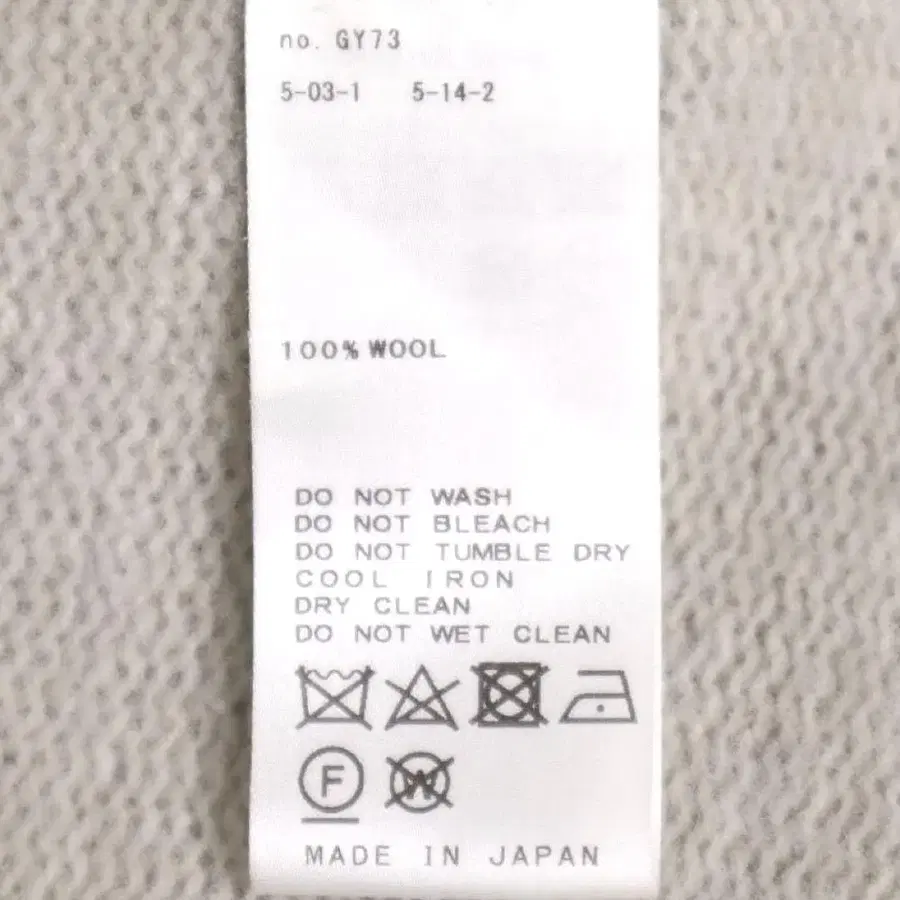 no. GY73
5-03-1 5-14-2
100% WOOL
DO NOT WASH
DO NOT BLEACH
DO NOT TUMBLE DRY
COOL IRON
DRY CLEAN
DO NOT WET CLEAN
F W
MADE IN JAPAN